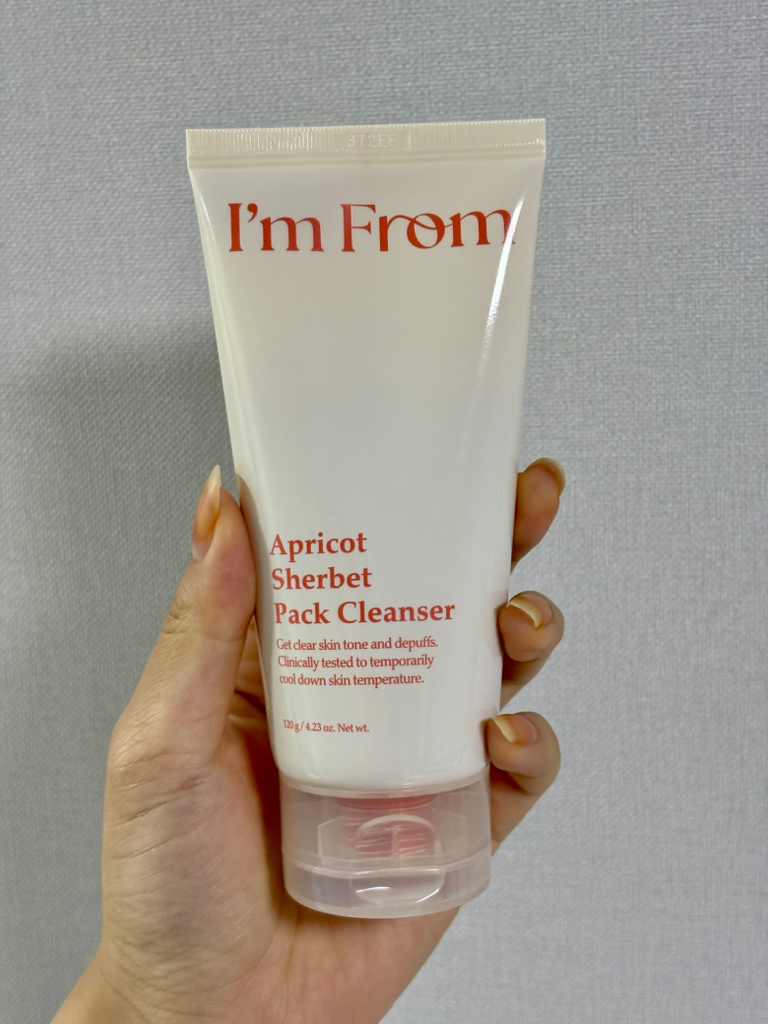 I'm From
Apricot
Sherbet
Pack Cleanser
Get clear skin tone and depuffs.
Clinically tested to temporarily
cool down skin temperature.
120 g / 4.23 oz. Net wt.